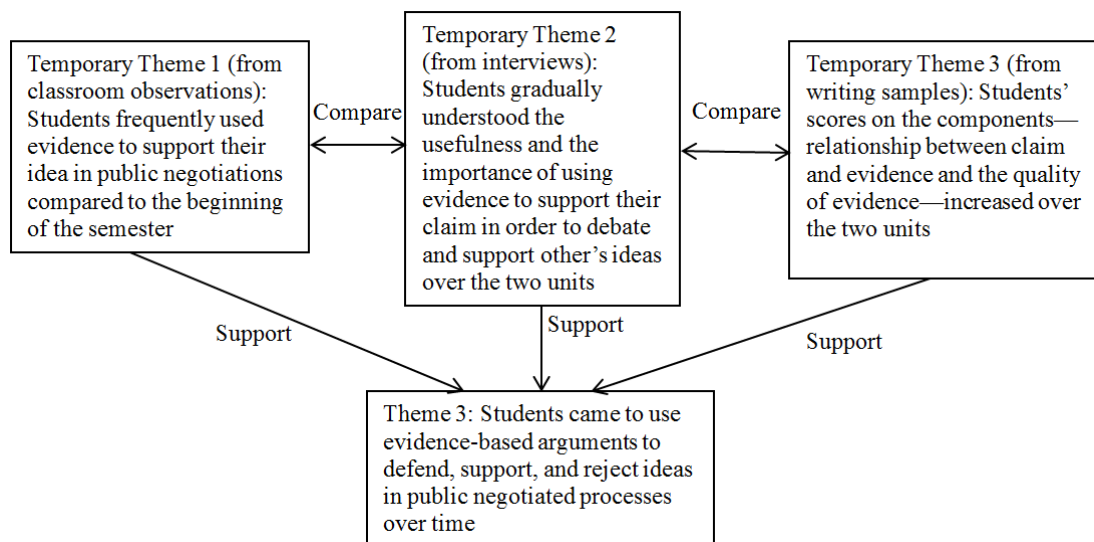 Temporary Theme 1 (from
classroom observations):
Students frequently used
evidence to support their
idea in public negotiations
compared to the beginning
of the semester
Compare
Temporary Theme 2
(from interviews):
Students gradually
understood the
usefulness and the
importance of using
evidence to support their
claim in order to debate
and support other's ideas
over the two units
Compare
Temporary Theme 3 (from
writing samples): Students'
scores on the components—
relationship between claim
and evidence and the quality
of evidence—increased over
the two units
Support
Support
Support
Theme 3: Students came to use
evidence-based arguments to
defend, support, and reject ideas
in public negotiated processes
over time